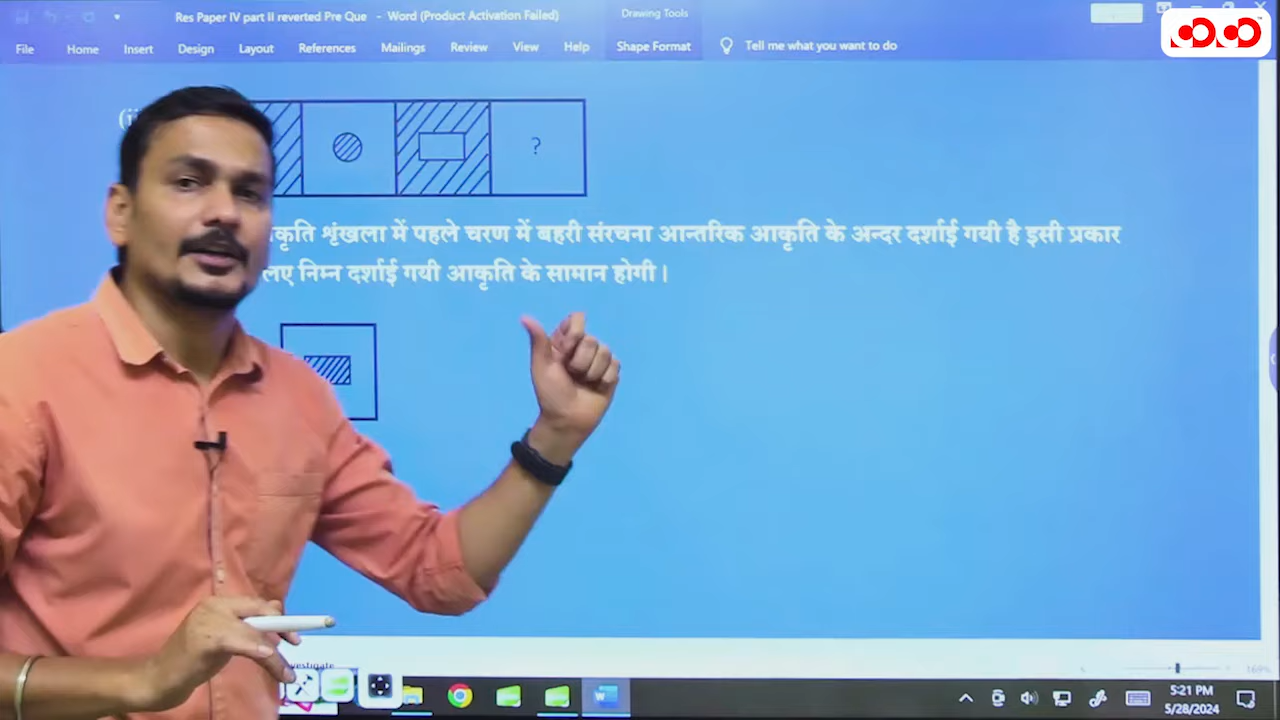 Res Paper IV part II reverted Pre Que - Word (Product Activation Failed)
Drawing Tools
File Home Insert Design Layout References Mailings Review View Help Shape Format Tell me what you want to do
?
शृंखला में पहले चरण में बहरी संरचना आन्तरिक आकृति के अन्दर दर्शाई गयी है इसी प्रकार
निम्न दर्शाई गयी आकृति के सामान होगी।
169%
5:21 PM
5/28/2024